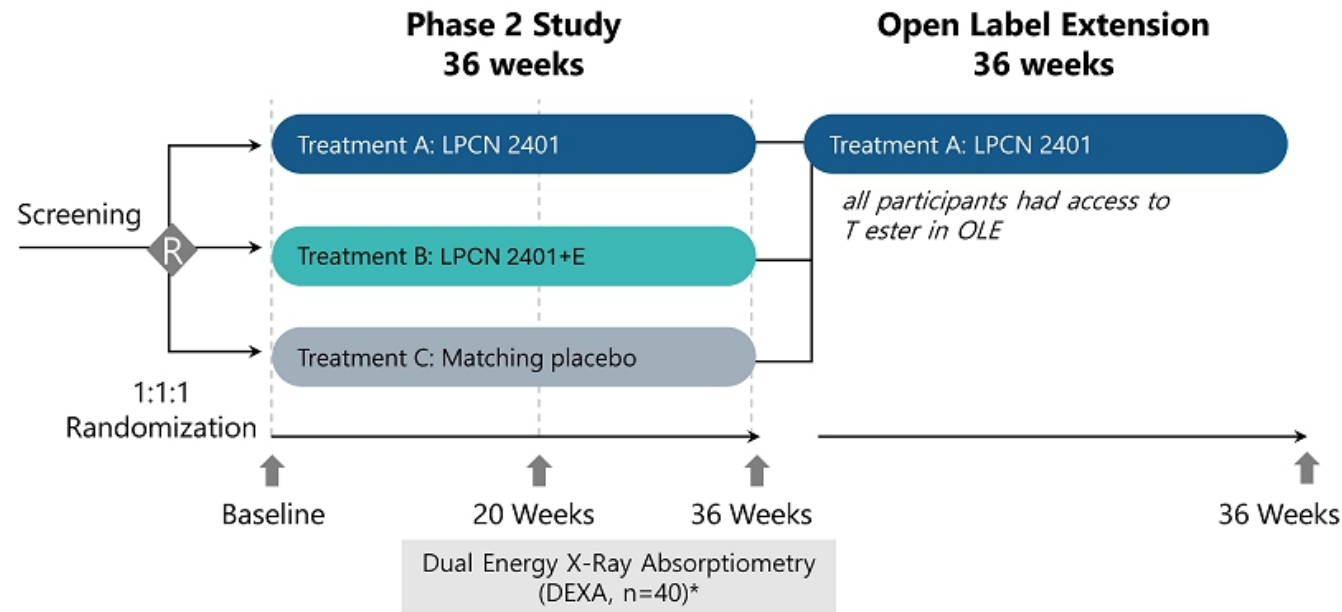 Phase 2 Study
36 weeks
Open Label Extension
36 weeks
Screening
R
1:1:1
Randomization
Treatment A: LPCN 2401
Treatment B: LPCN 2401+E
Treatment C: Matching placebo
Treatment A: LPCN 2401
all participants had access to
T ester in OLE
Baseline
20 Weeks
36 Weeks
36 Weeks
Dual Energy X-Ray Absorptiometry
(DEXA, n=40)*